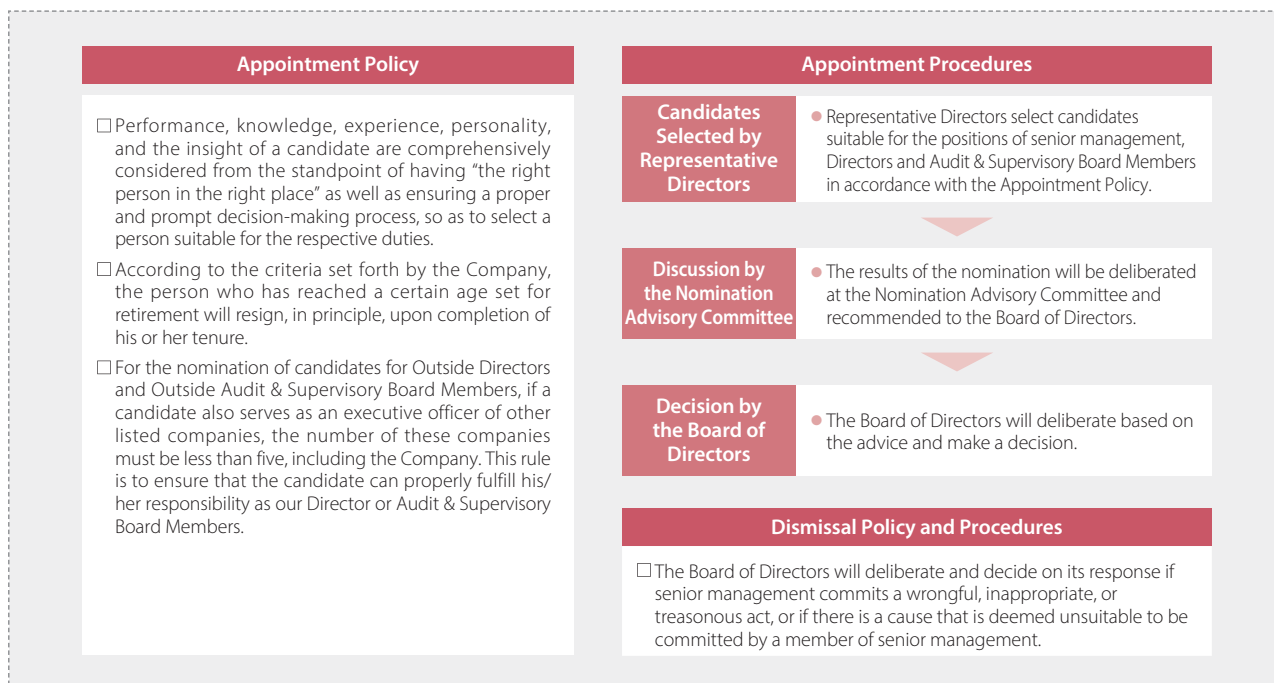 Appointment Policy
□ Performance, knowledge, experience, personality,
and the insight of a candidate are comprehensively
considered from the standpoint of having “the right
person in the right place” as well as ensuring a proper
and prompt decision-making process, so as to select a
person suitable for the respective duties.
□ According to the criteria set forth by the Company,
the person who has reached a certain age set for
retirement will resign, in principle, upon completion of
his or her tenure.
□ For the nomination of candidates for Outside Directors
and Outside Audit & Supervisory Board Members, if a
candidate also serves as an executive officer of other
listed companies, the number of these companies
must be less than five, including the Company. This rule
is to ensure that the candidate can properly fulfill his/
her responsibility as our Director or Audit & Supervisory
Board Members.
Appointment Procedures
Candidates
Selected by
Representative
Directors
● Representative Directors select candidates
suitable for the positions of senior management,
Directors and Audit & Supervisory Board Members
in accordance with the Appointment Policy.
Discussion by
the Nomination
Advisory Committee
● The results of the nomination will be deliberated
at the Nomination Advisory Committee and
recommended to the Board of Directors.
Decision by
the Board of
Directors
● The Board of Directors will deliberate based on
the advice and make a decision.
Dismissal Policy and Procedures
□ The Board of Directors will deliberate and decide on its response if
senior management commits a wrongful, inappropriate, or
treasonous act, or if there is a cause that is deemed unsuitable to be
committed by a member of senior management.